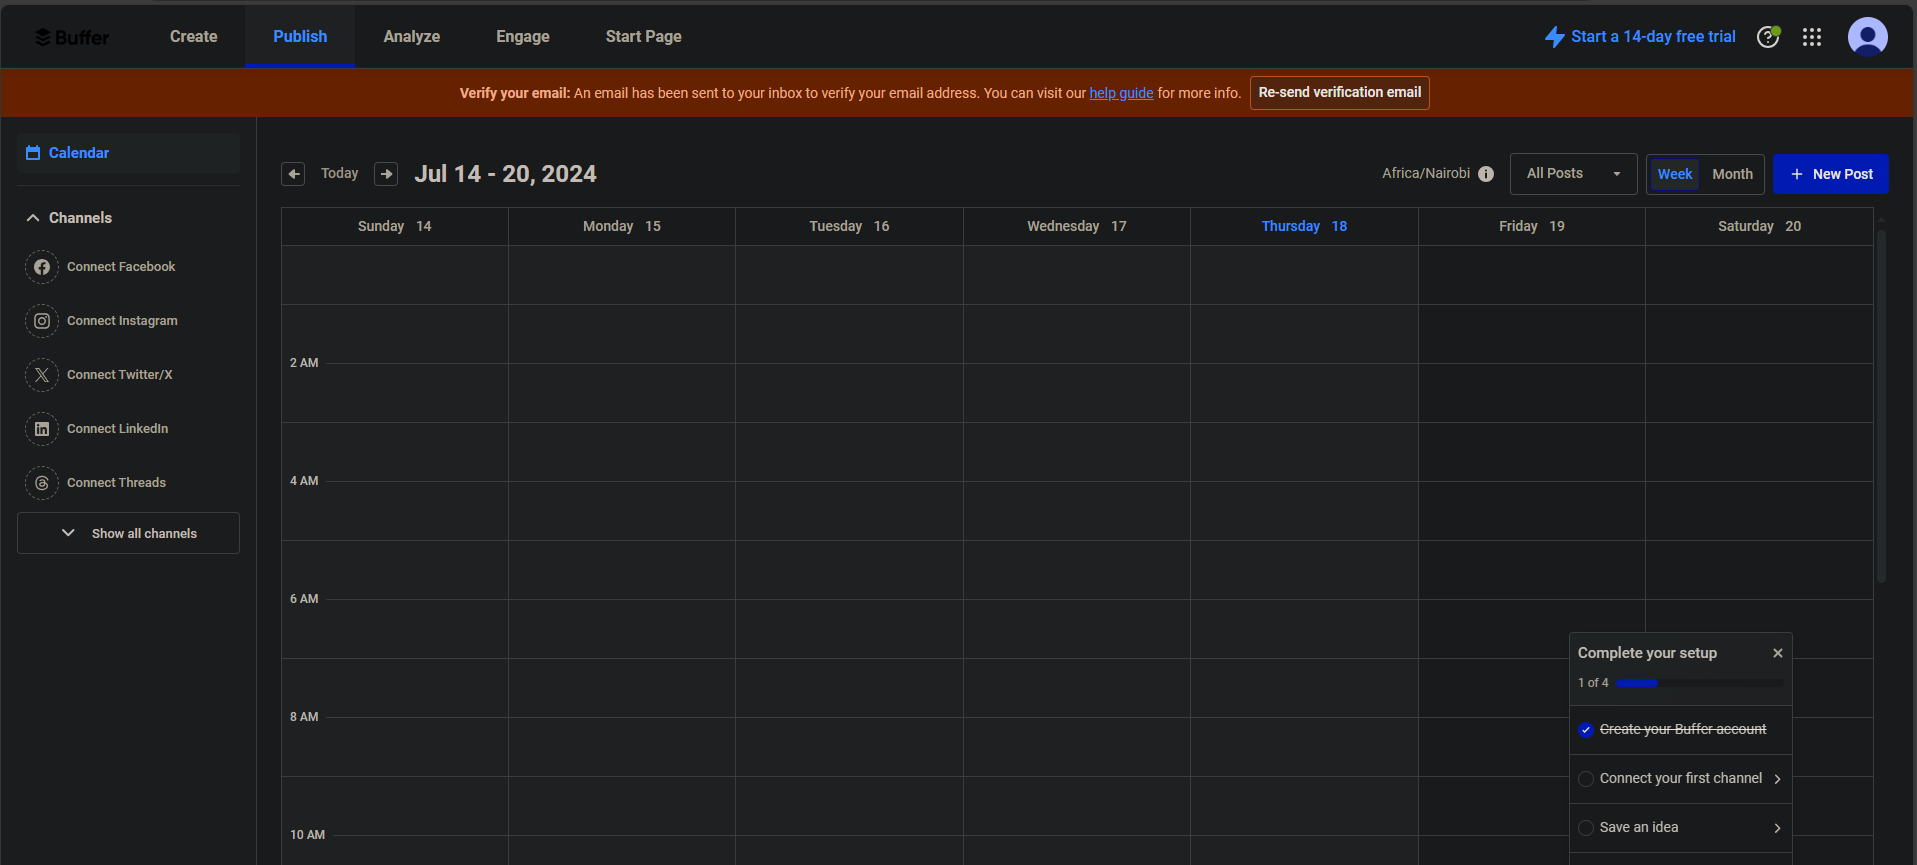 Buffer
Create
Publish
Analyze
Engage
Start Page
Start a 14-day free trial
Verify your email: An email has been sent to your inbox to verify your email address. You can visit our help guide for more info.
Re-send verification email
Calendar
Channels
Connect Facebook
Connect Instagram
Connect Twitter/X
Connect LinkedIn
Connect Threads
Show all channels
Today
Jul 14 - 20, 2024
Africa/Nairobi
All Posts
Week
Month
+ New Post
Sunday 14
Monday 15
Tuesday 16
Wednesday 17
Thursday 18
Friday 19
Saturday 20
2 AM
4 AM
6 AM
8 AM
10 AM
Complete your setup
1 of 4
Create your Buffer account
Connect your first channel
Save an idea